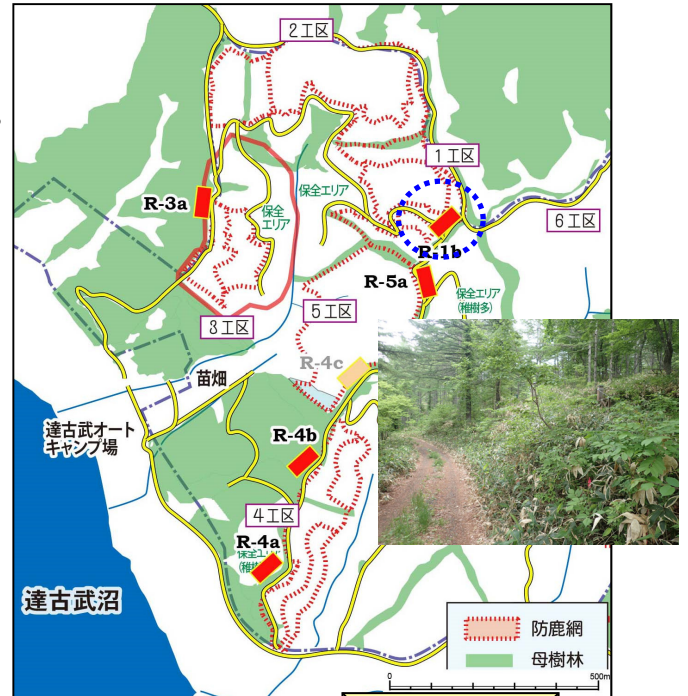 2工区
1工区
R-3a
保全
エリア
保全エリア
6工区
R-1b
R-5a
保全エリア
(稚樹多)
3工区
5工区
R-4c
苗畑
達古武オート
キャンプ場
R-4b
4工区
R-4a
保全エリア
達古武沼
防鹿網
母樹林
0
500m